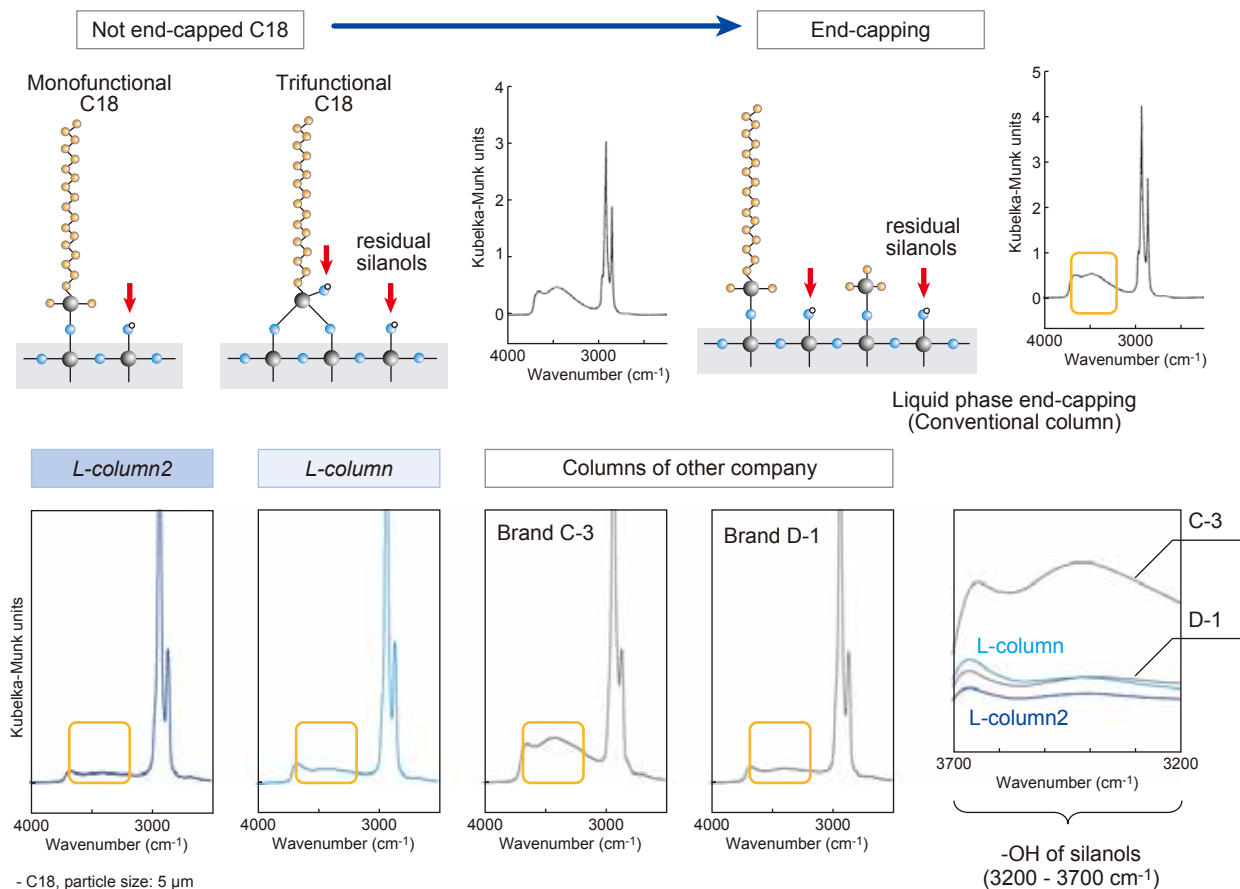 Not end-capped C18
End-capping
Monofunctional
C18
Trifunctional
C18
residual
silanols
Kubelka-Munk units
4
3
2
1
0
4000
3000
Wavenumber (cm-1)
residual
silanols
Kubelka-Munk units
5
4
3
2
1
0
4000
3000
Wavenumber (cm-1)
Liquid phase end-capping
(Conventional column)
L-column2
L-column
Columns of other company
Kubelka-Munk units
4000
3000
Wavenumber (cm-1)
4000
3000
Wavenumber (cm-1)
Brand C-3
4000
3000
Wavenumber (cm-1)
Brand D-1
4000
3000
Wavenumber (cm-1)
C-3
D-1
L-column
L-column2
3700
3200
Wavenumber (cm-1)
-OH of silanols
(3200 - 3700 cm-1)
- C18, particle size: 5 µm